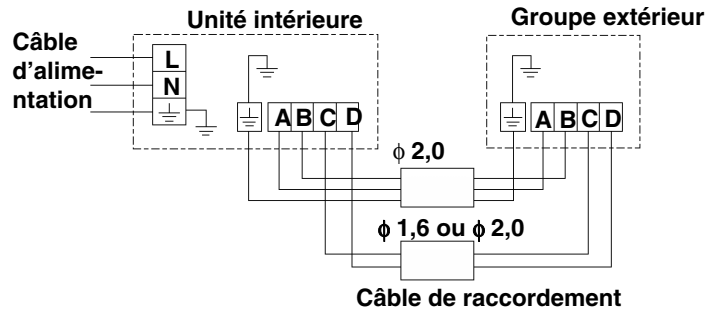 Unité intérieure
Groupe extérieur
Câble
d'alime-
ntation
L
N
A B C D
A B C D
ϕ 2,0
ϕ 1,6 ou ϕ 2,0
Câble de raccordement